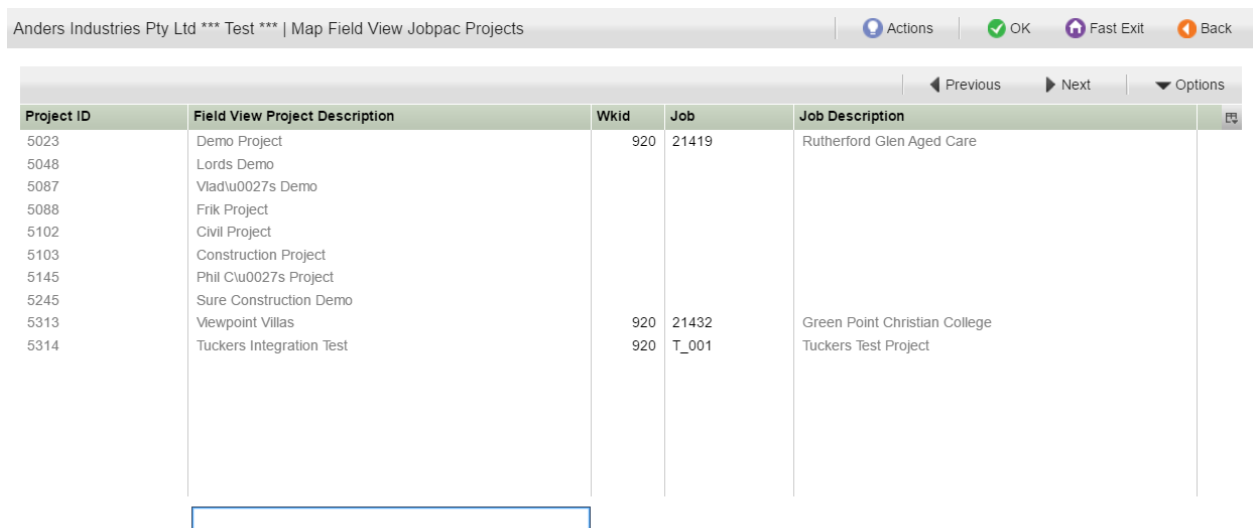 Anders Industries Pty Ltd *** Test *** | Map Field View Jobpac Projects Actions OK Fast Exit Back
Previous Next Options
Project ID Field View Project Description Wkid Job Job Description
5023 Demo Project 920 21419 Rutherford Glen Aged Care
5048 Lords Demo
5087 Vlad\u0027s Demo
5088 Frik Project
5102 Civil Project
5103 Construction Project
5145 Phil C\u0027s Project
5245 Sure Construction Demo
5313 Viewpoint Villas 920 21432 Green Point Christian College
5314 Tuckers Integration Test 920 T_001 Tuckers Test Project